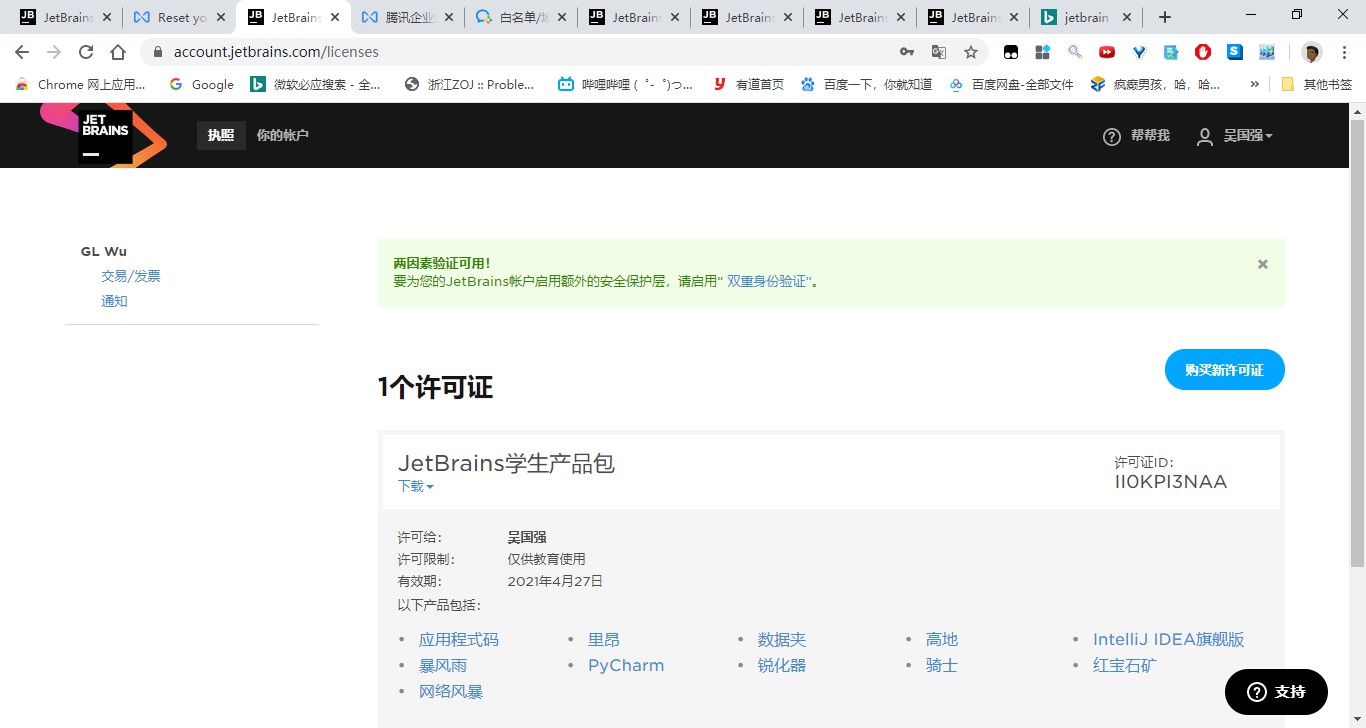 JetBrains
Reset yo
JetBrains
腾讯企业
白名单/
JetBrain
JetBrain
JetBrains
JetBrains
jetbrain
account.jetbrains.com/licenses
Chrome 网上应用...
Google
微软必应搜索 - 全...
浙江ZOJ :: Proble...
哔哩哔哩 ( ゜- ゜)つ...
有道首页
百度一下，你就知道
百度网盘-全部文件
疯癫男孩，哈，哈...
»
其他书签
JET
BRAINS
执照
你的帐户
帮帮我
吴国强
GL Wu
交易/发票
通知
两因素验证可用！
要为您的JetBrains帐户启用额外的安全保护层，请启用“ 双重身份验证”。
1个许可证
购买新许可证
JetBrains学生产品包
下载
许可证ID：
II0KPI3NAA
许可给： 吴国强
许可限制： 仅供教育使用
有效期： 2021年4月27日
以下产品包括：
• 应用程式码 • 里昂 • 数据夹 • 高地 • IntelliJ IDEA旗舰版
• 暴风雨 • PyCharm • 锐化器 • 骑士 • 红宝石矿
• 网络风暴
支持